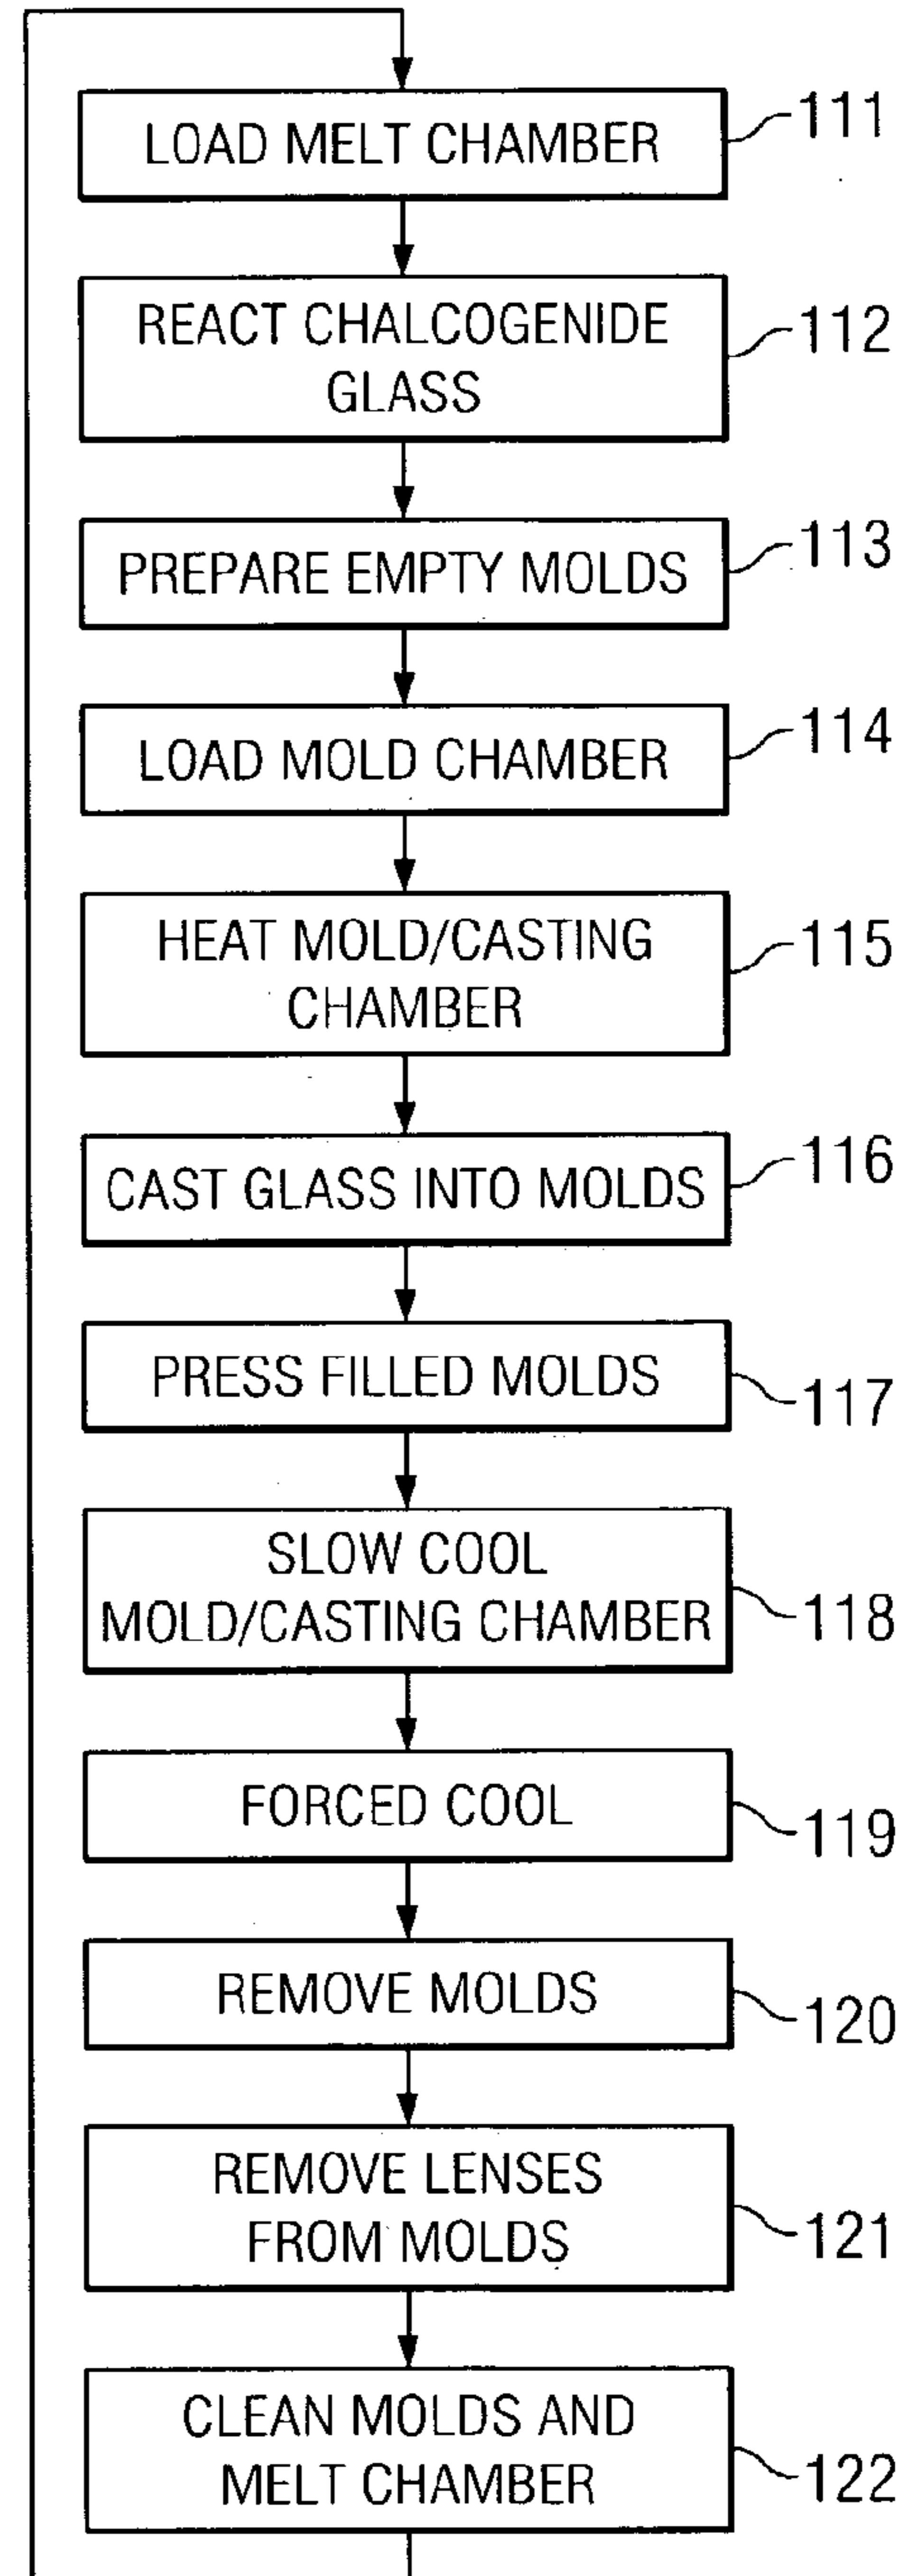 LOAD MELT CHAMBER
111
REACT CHALCOGENIDE
GLASS
112
PREPARE EMPTY MOLDS
113
LOAD MOLD CHAMBER
114
HEAT MOLD/CASTING
CHAMBER
115
CAST GLASS INTO MOLDS
116
PRESS FILLED MOLDS
117
SLOW COOL
MOLD/CASTING CHAMBER
118
FORCED COOL
119
REMOVE MOLDS
120
REMOVE LENSES
FROM MOLDS
121
CLEAN MOLDS AND
MELT CHAMBER
122